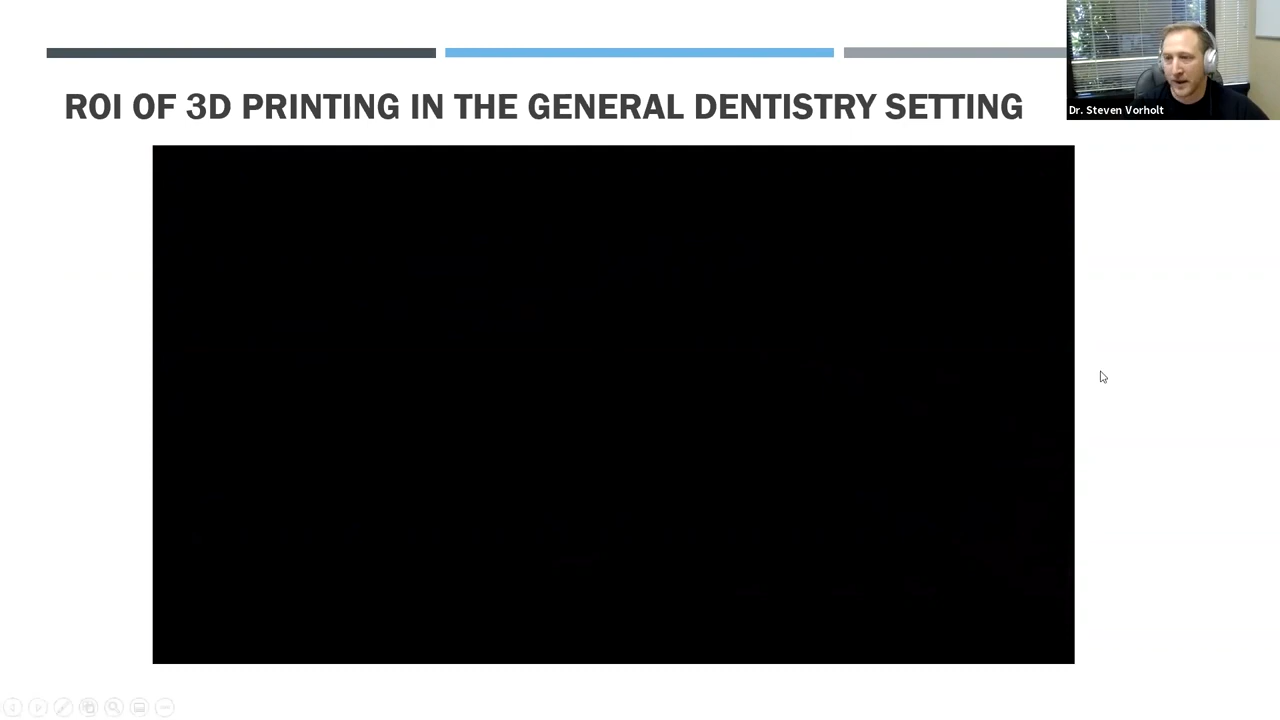 ROI OF 3D PRINTING IN THE GENERAL DENTISTRY SETTING
Dr. Steven Vorholt